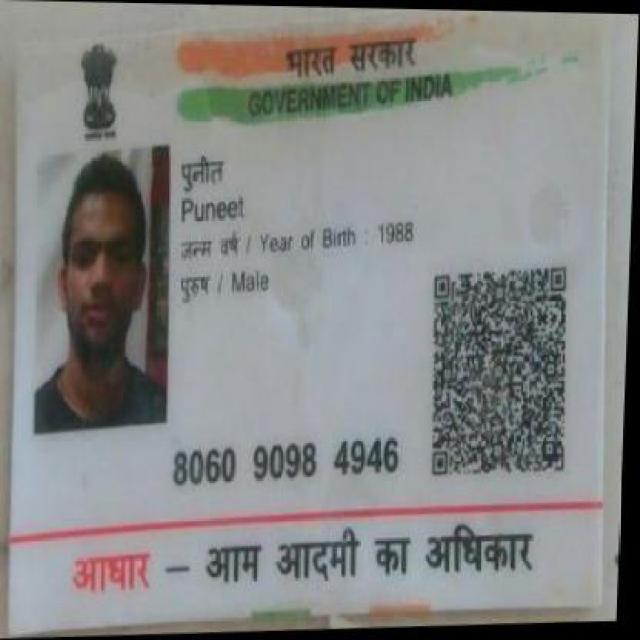 भारत सरकार
GOVERNMENT OF INDIA
पुनीत
Puneet
जन्म वर्ष / Year of Birth : 1988
पुरुष / Male
8060 9098 4946
आधार – आम आदमी का अधिकार